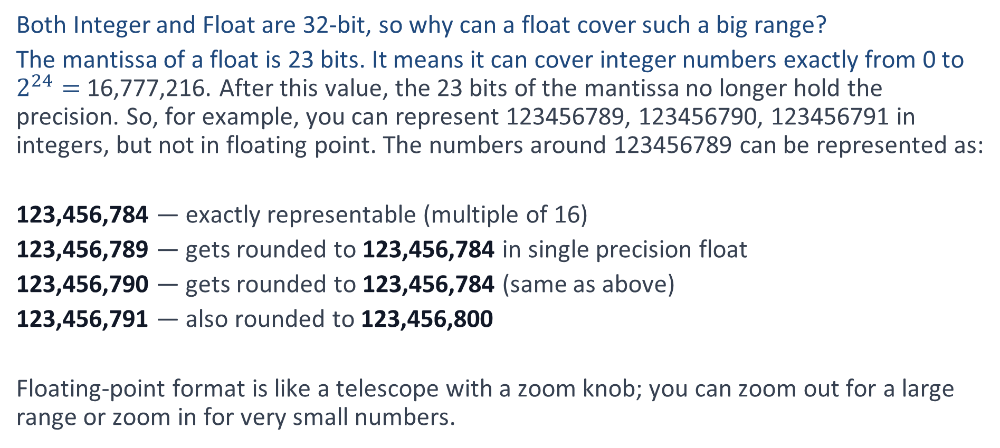 Both Integer and Float are 32-bit, so why can a float cover such a big range?
The mantissa of a float is 23 bits. It means it can cover integer numbers exactly from 0 to
2^24 = 16,777,216. After this value, the 23 bits of the mantissa no longer hold the
precision. So, for example, you can represent 123456789, 123456790, 123456791 in
integers, but not in floating point. The numbers around 123456789 can be represented as:
123,456,784 — exactly representable (multiple of 16)
123,456,789 — gets rounded to 123,456,784 in single precision float
123,456,790 — gets rounded to 123,456,784 (same as above)
123,456,791 — also rounded to 123,456,800
Floating-point format is like a telescope with a zoom knob; you can zoom out for a large
range or zoom in for very small numbers.